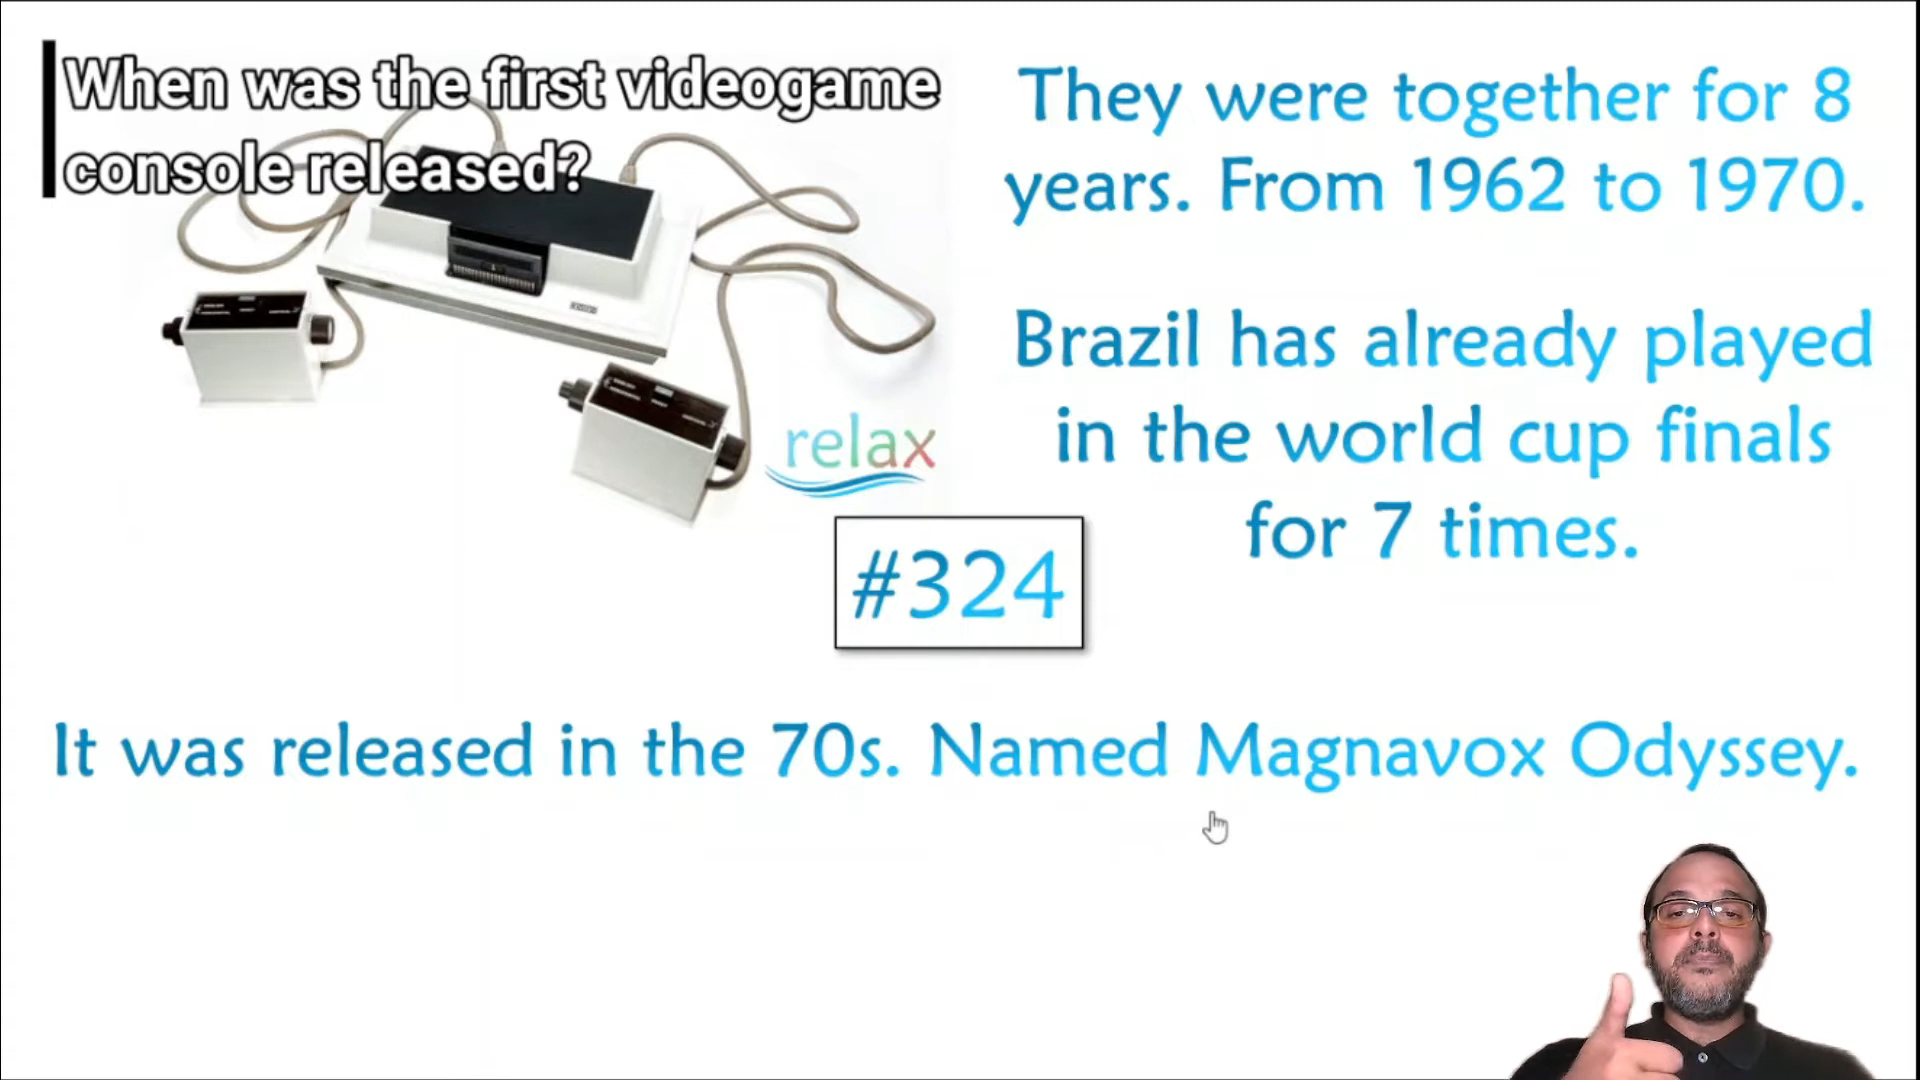 When was the first videogame
console released?
They were together for 8
years. From 1962 to 1970.
Brazil has already played
in the world cup finals
for 7 times.
relax
#324
It was released in the 70s. Named Magnavox Odyssey.